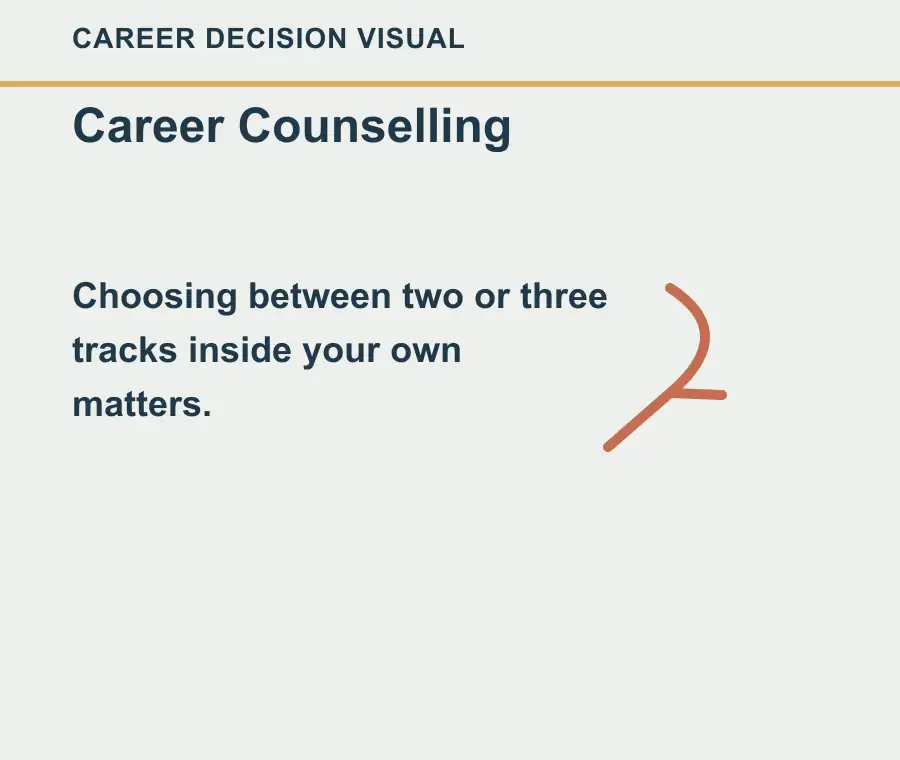 CAREER DECISION VISUAL
Career Counselling
Choosing between two or three
tracks inside your own
matters.